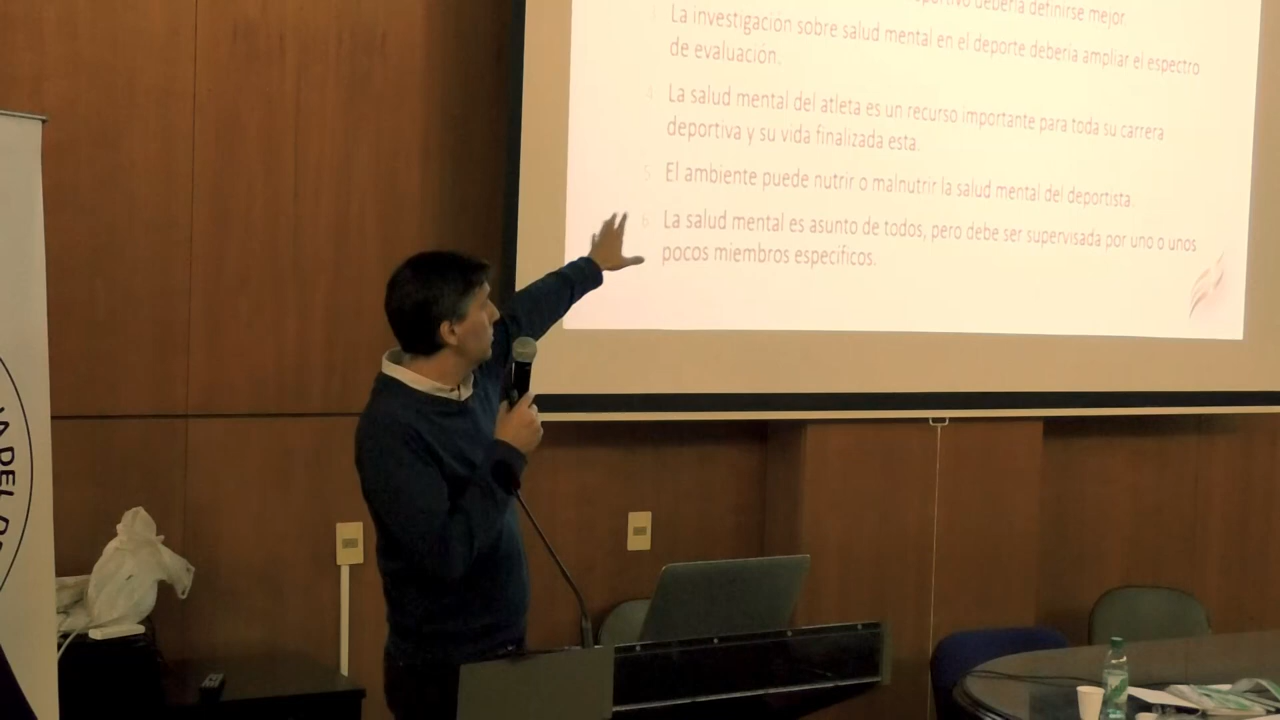 debería definirse mejor.
La investigación sobre salud mental en el deporte debería ampliar el espectro
de evaluación.
4 La salud mental del atleta es un recurso importante para toda su carrera
deportiva y su vida finalizada esta.
5 El ambiente puede nutrir o malnutrir la salud mental del deportista.
6 La salud mental es asunto de todos, pero debe ser supervisada por uno o unos
pocos miembros específicos.
DEL